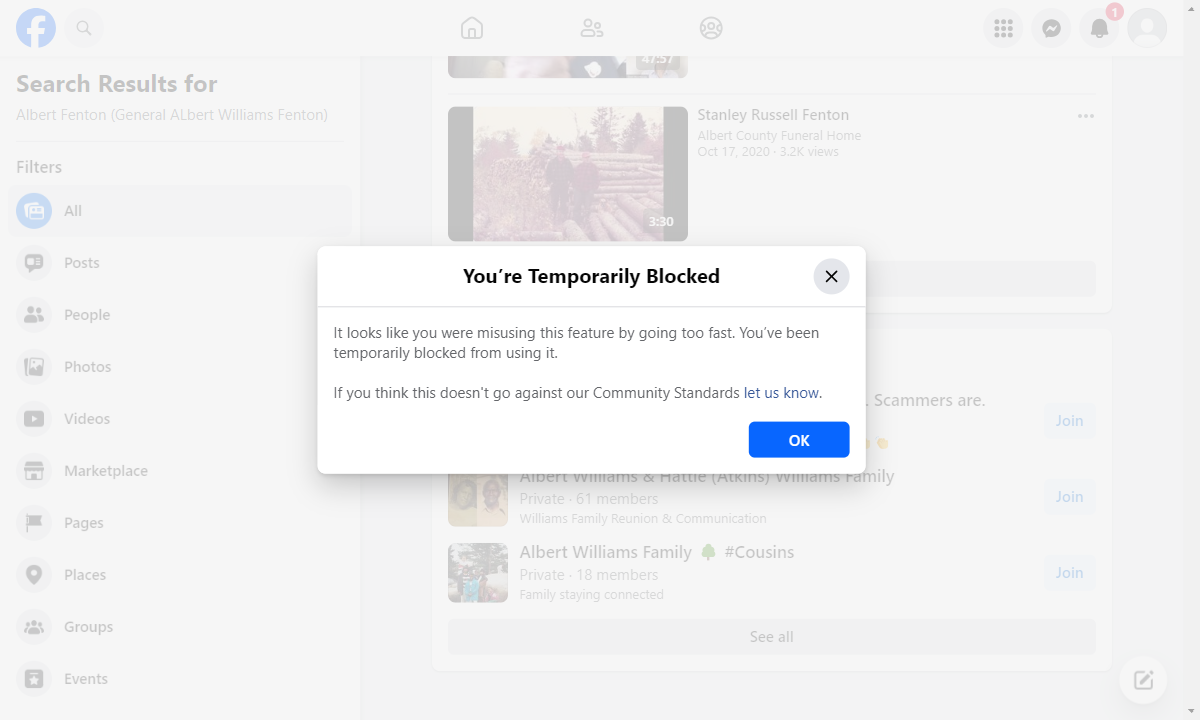 1
Search Results for
Albert Fenton (General ALbert Williams Fenton)
Filters
All
Posts
People
Photos
Videos
Marketplace
Pages
Places
Groups
Events
47:57
Stanley Russell Fenton
Albert County Funeral Home
Oct 17, 2020 · 3.2K views
3:30
You're Temporarily Blocked
It looks like you were misusing this feature by going too fast. You've been
temporarily blocked from using it.
If you think this doesn't go against our Community Standards let us know.
OK
. Scammers are.
Join
Albert Williams & Hattie (Atkins) Williams Family
Private · 61 members
Williams Family Reunion & Communication
Join
Albert Williams Family 🌳 #Cousins
Private · 18 members
Family staying connected
Join
See all